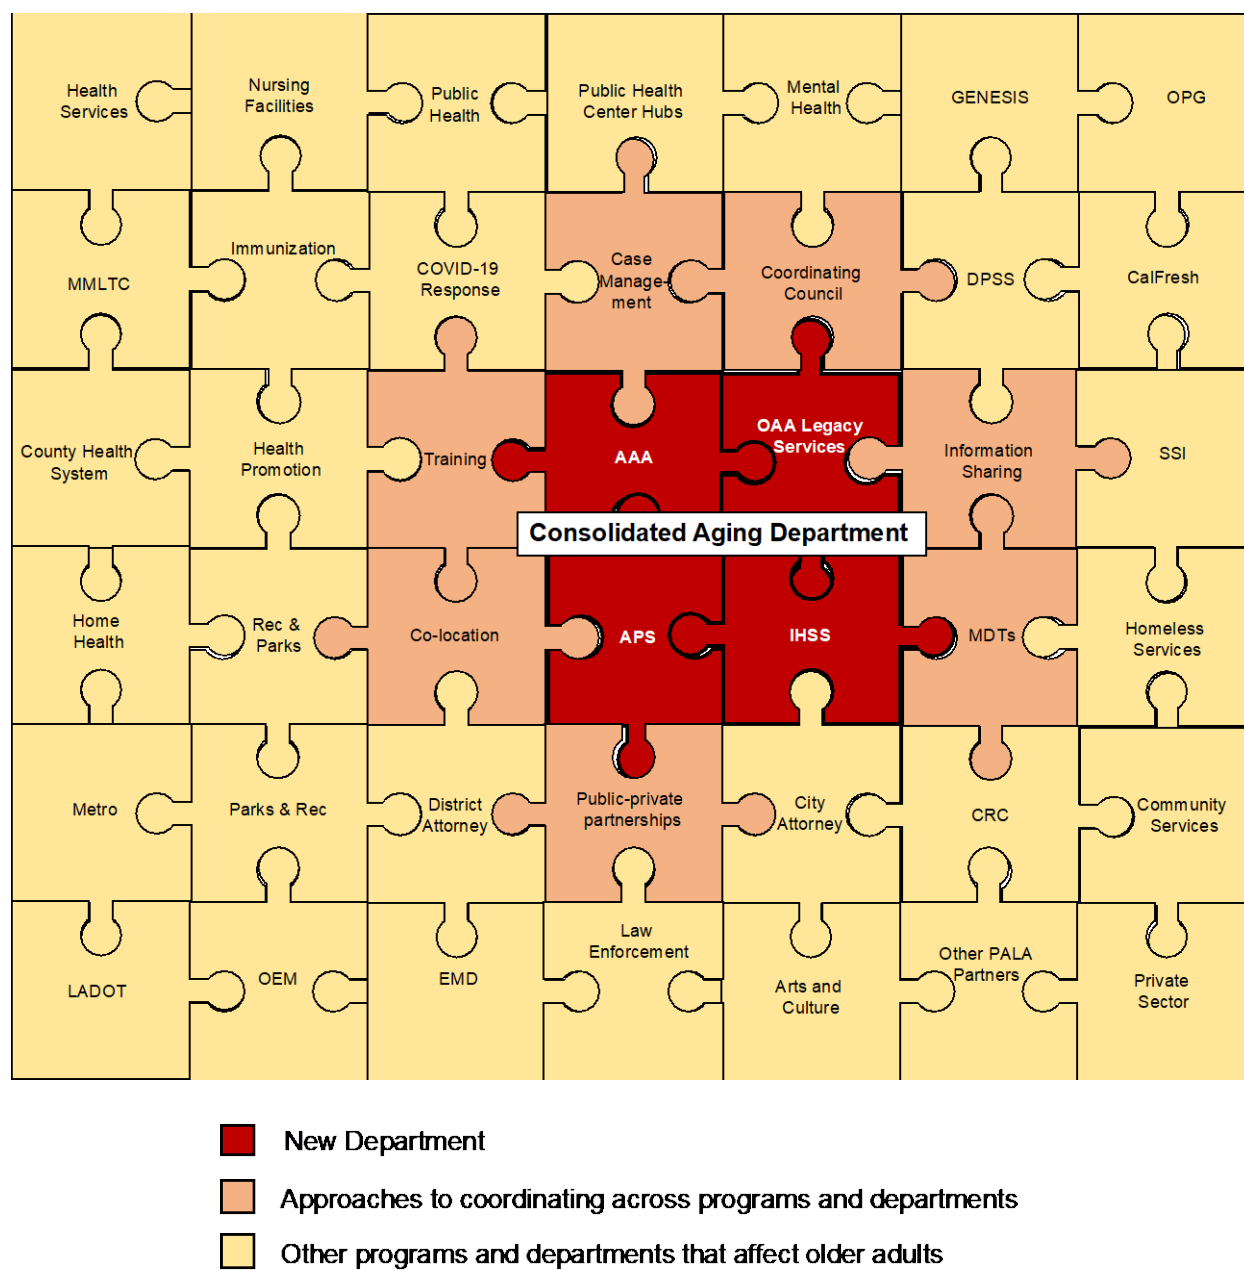 Health
Services
Nursing
Facilities
Public
Health
Public Health
Center Hubs
Mental
Health
GENESIS
OPG
MMLTC
Immunization
COVID-19
Response
Case
Manage-
ment
Coordinating
Council
DPSS
CalFresh
County Health
System
Health
Promotion
Training
AAA
OAA Legacy
Services
Information
Sharing
SSI
Consolidated Aging Department
Home
Health
Rec &
Parks
Co-location
APS
IHSS
MDTs
Homeless
Services
Metro
Parks & Rec
District
Attorney
Public-private
partnerships
City
Attorney
CRC
Community
Services
LADOT
OEM
EMD
Law
Enforcement
Arts and
Culture
Other PALA
Partners
Private
Sector
New Department
Approaches to coordinating across programs and departments
Other programs and departments that affect older adults